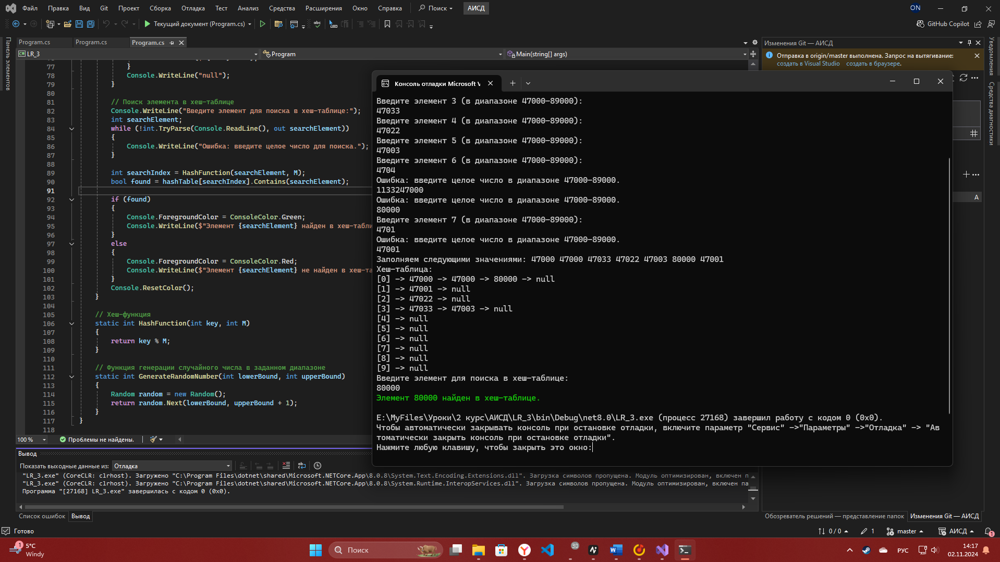 Файл Правка Вид Git Проект Сборка Отладка Тест Анализ Средства Расширения Окно Справка Поиск АИСД ON
Текущий документ (Program.cs) GitHub Copilot
Program.cs Program.cs Program.cs
LR_3 Program Main(string[] args)
Панель элементов
77 }
78 Console.WriteLine("null");
79 }
80
81 // Поиск элемента в хеш-таблице
82 Console.WriteLine("Введите элемент для поиска в хеш-таблице:");
83 int searchElement;
84 while (!int.TryParse(Console.ReadLine(), out searchElement))
85 {
86 Console.WriteLine("Ошибка: введите целое число для поиска.");
87 }
88
89 int searchIndex = HashFunction(searchElement, M);
90 bool found = hashTable[searchIndex].Contains(searchElement);
91
92 if (found)
93 {
94 Console.ForegroundColor = ConsoleColor.Green;
95 Console.WriteLine($"Элемент {searchElement} найден в хеш-табли
96 }
97 else
98 {
99 Console.ForegroundColor = ConsoleColor.Red;
100 Console.WriteLine($"Элемент {searchElement} не найден в хеш-та
101 }
102 Console.ResetColor();
103 }
104
105 // Хеш-функция
106 static int HashFunction(int key, int M)
107 {
108 return key % M;
109 }
110
111 // Функция генерации случайного числа в заданном диапазоне
112 static int GenerateRandomNumber(int lowerBound, int upperBound)
113 {
114 Random random = new Random();
115 return random.Next(lowerBound, upperBound + 1);
116 }
117 }
118
100 % Проблемы не найдены.
Консоль отладки Microsoft V
Введите элемент 3 (в диапазоне 47000-89000):
47033
Введите элемент 4 (в диапазоне 47000-89000):
47022
Введите элемент 5 (в диапазоне 47000-89000):
47003
Введите элемент 6 (в диапазоне 47000-89000):
4704
Ошибка: введите целое число в диапазоне 47000-89000.
1133247000
Ошибка: введите целое число в диапазоне 47000-89000.
80000
Введите элемент 7 (в диапазоне 47000-89000):
4701
Ошибка: введите целое число в диапазоне 47000-89000.
47001
Заполняем следующими значениями: 47000 47000 47033 47022 47003 80000 47001
Хеш-таблица:
[0] -> 47000 -> 47000 -> 80000 -> null
[1] -> 47001 -> null
[2] -> 47022 -> null
[3] -> 47033 -> 47003 -> null
[4] -> null
[5] -> null
[6] -> null
[7] -> null
[8] -> null
[9] -> null
Введите элемент для поиска в хеш-таблице:
80000
Элемент 80000 найден в хеш-таблице.
E:\MyFiles\Уроки\2 курс\АИСД\LR_3\bin\Debug\net8.0\LR_3.exe (процесс 27168) завершил работу с кодом 0 (0x0).
Чтобы автоматически закрывать консоль при остановке отладки, включите параметр "Сервис" ->"Параметры" ->"Отладка" -> "Ав
томатически закрыть консоль при остановке отладки".
Нажмите любую клавишу, чтобы закрыть это окно:
Изменения Git — АИСД
Отправка в origin/master выполнена. Запрос на вытягивание:
создать в Visual Studio создать в браузере.
A
Уведомления
Средства диагностики
Вывод
Показать выходные данные из: Отладка
"LR_3.exe" (CoreCLR: clrhost). Загружено "C:\Program Files\dotnet\shared\Microsoft.NETCore.App\8.0.8\System.Text.Encoding.Extensions.dll". Загрузка символов пропущена. Модуль оптимизирован, включен п
"LR_3.exe" (CoreCLR: clrhost). Загружено "C:\Program Files\dotnet\shared\Microsoft.NETCore.App\8.0.8\System.Runtime.InteropServices.dll". Загрузка символов пропущена. Модуль оптимизирован, включен па
Программа "[27168] LR_3.exe" завершилась с кодом 0 (0x0).
Список ошибок Вывод
Обозреватель решений — представление папок Изменения Git — АИСД
Готово 0 / 0 1 master АИСД 1
1 5°C
Windy
Поиск
30
РУС
14:17
02.11.2024